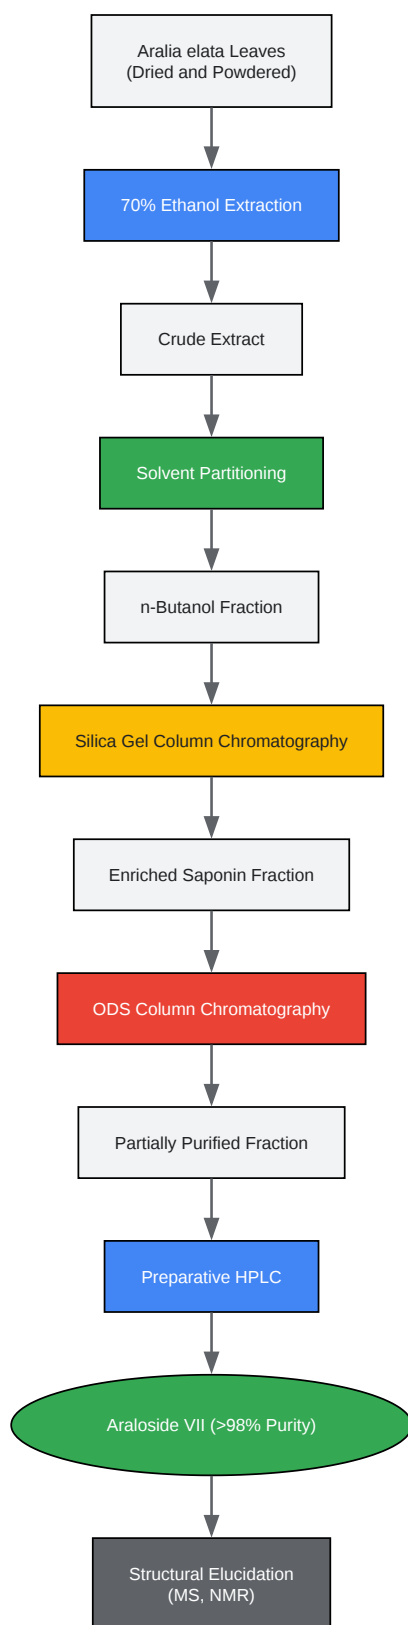 Aralia elata Leaves
(Dried and Powdered)
70% Ethanol Extraction
Crude Extract
Solvent Partitioning
n-Butanol Fraction
Silica Gel Column Chromatography
Enriched Saponin Fraction
ODS Column Chromatography
Partially Purified Fraction
Preparative HPLC
Araloside VII (>98% Purity)
Structural Elucidation
(MS, NMR)